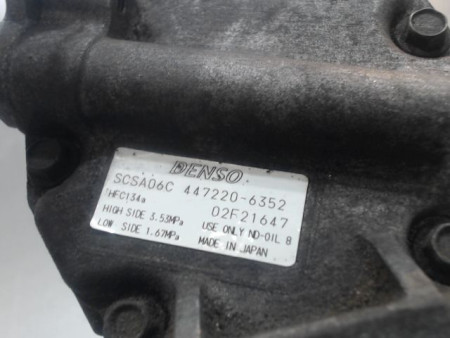 DENSO
SCSA06C 447220-6352
HFC134a 02F21647
HIGH SIDE 3.53MPa USE ONLY ND-OIL 8
LOW SIDE 1.67MPa MADE IN JAPAN